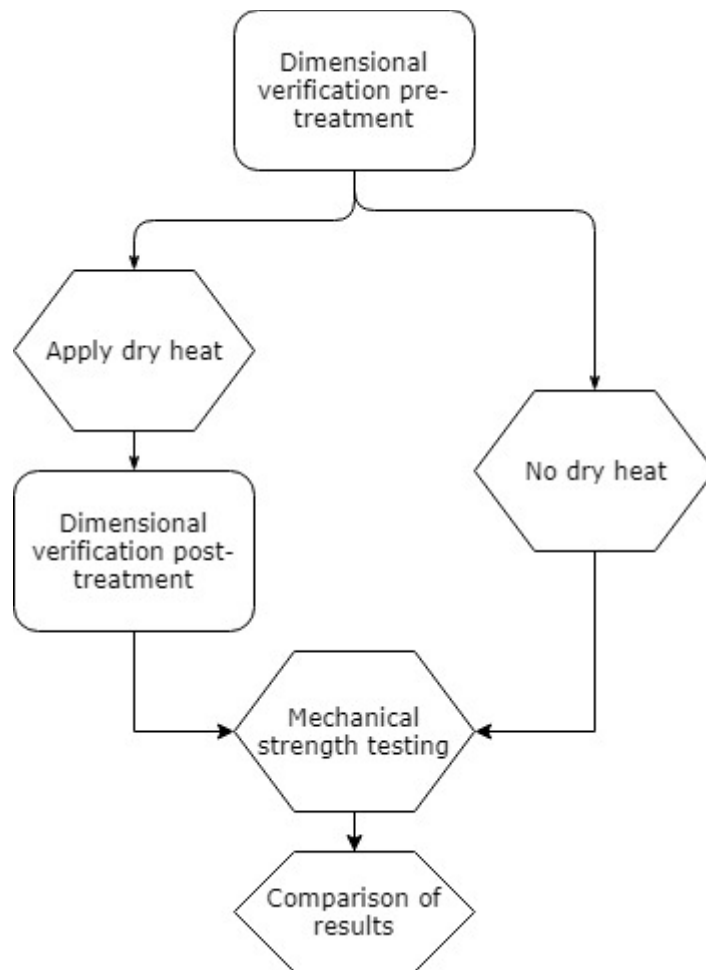 Dimensional
verification pre-
treatment
Apply dry heat
No dry heat
Dimensional
verification post-
treatment
Mechanical
strength testing
Comparison of
results